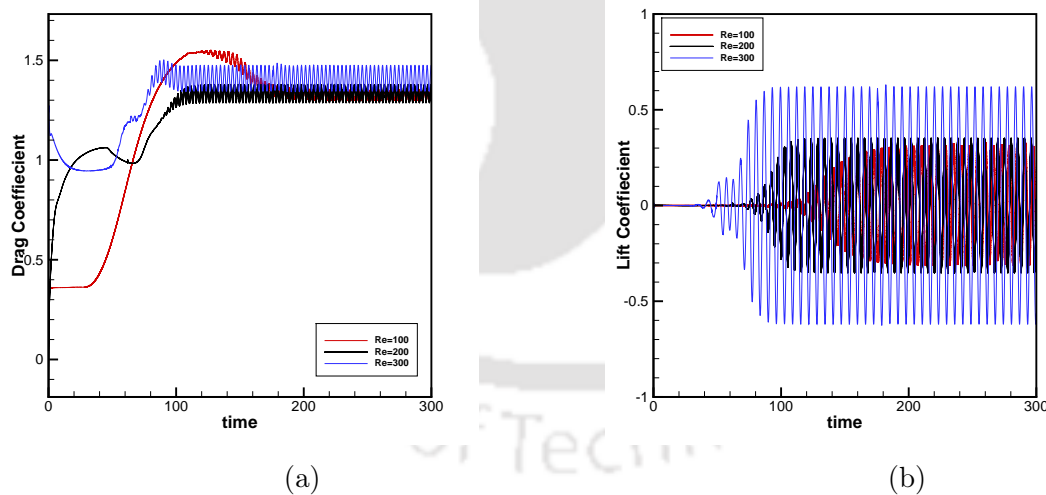 Drag Coeffiecient
1.5
1
0.5
0
0
100
200
300
time
Re=100
Re=200
Re=300
(a)
Lift Coeffiecient
1
0.5
0
-0.5
-1
0
100
200
300
time
Re=100
Re=200
Re=300
(b)
of Techn